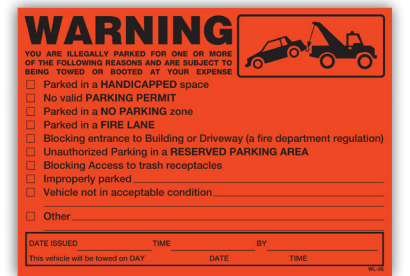 WARNING
YOU ARE ILLEGALLY PARKED FOR ONE OR MORE
OF THE FOLLOWING REASONS AND ARE SUBJECT TO
BEING TOWED OR BOOTED AT YOUR EXPENSE
Parked in a HANDICAPPED space
No valid PARKING PERMIT
Parked in a NO PARKING zone
Parked in a FIRE LANE
Blocking entrance to Building or Driveway (a fire department regulation)
Unauthorized Parking in a RESERVED PARKING AREA
Blocking Access to trash receptacles
Improperly parked
Vehicle not in acceptable condition
Other
DATE ISSUED TIME BY
This vehicle will be towed on DAY DATE TIME